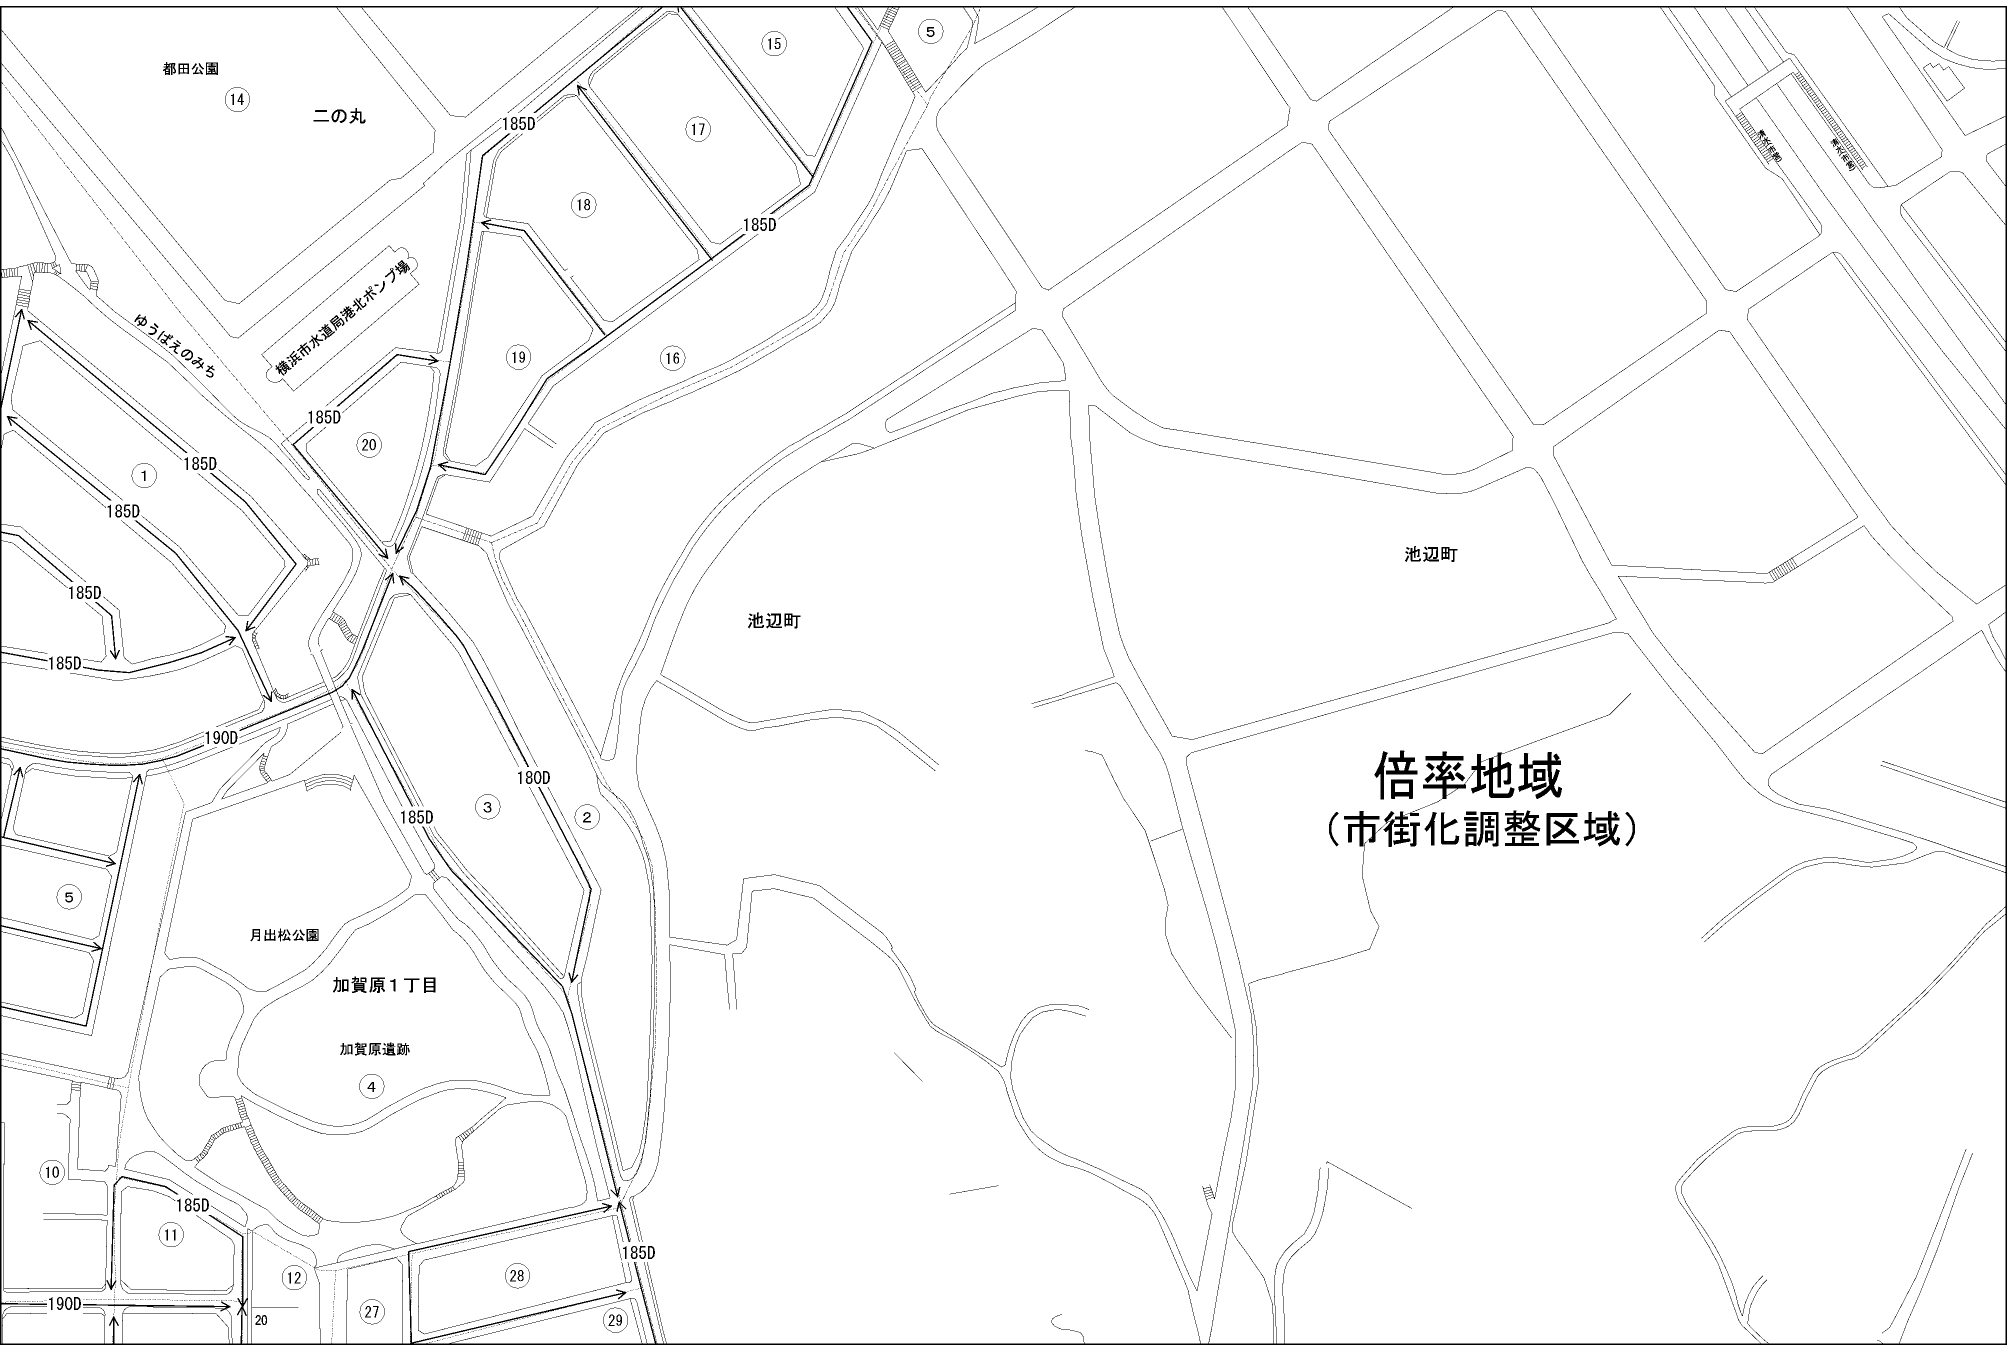 都田公園
14
二の丸
15
5
185D
17
18
185D
横浜市水道局港北ポンプ場
ゆうばえのみち
19
16
185D
20
185D
1
185D
185D
185D
190D
池辺町
池辺町
180D
185D
3
2
倍率地域
（市街化調整区域）
5
月出松公園
加賀原１丁目
加賀原遺跡
4
10
185D
11
185D
12
28
190D
27
29
20